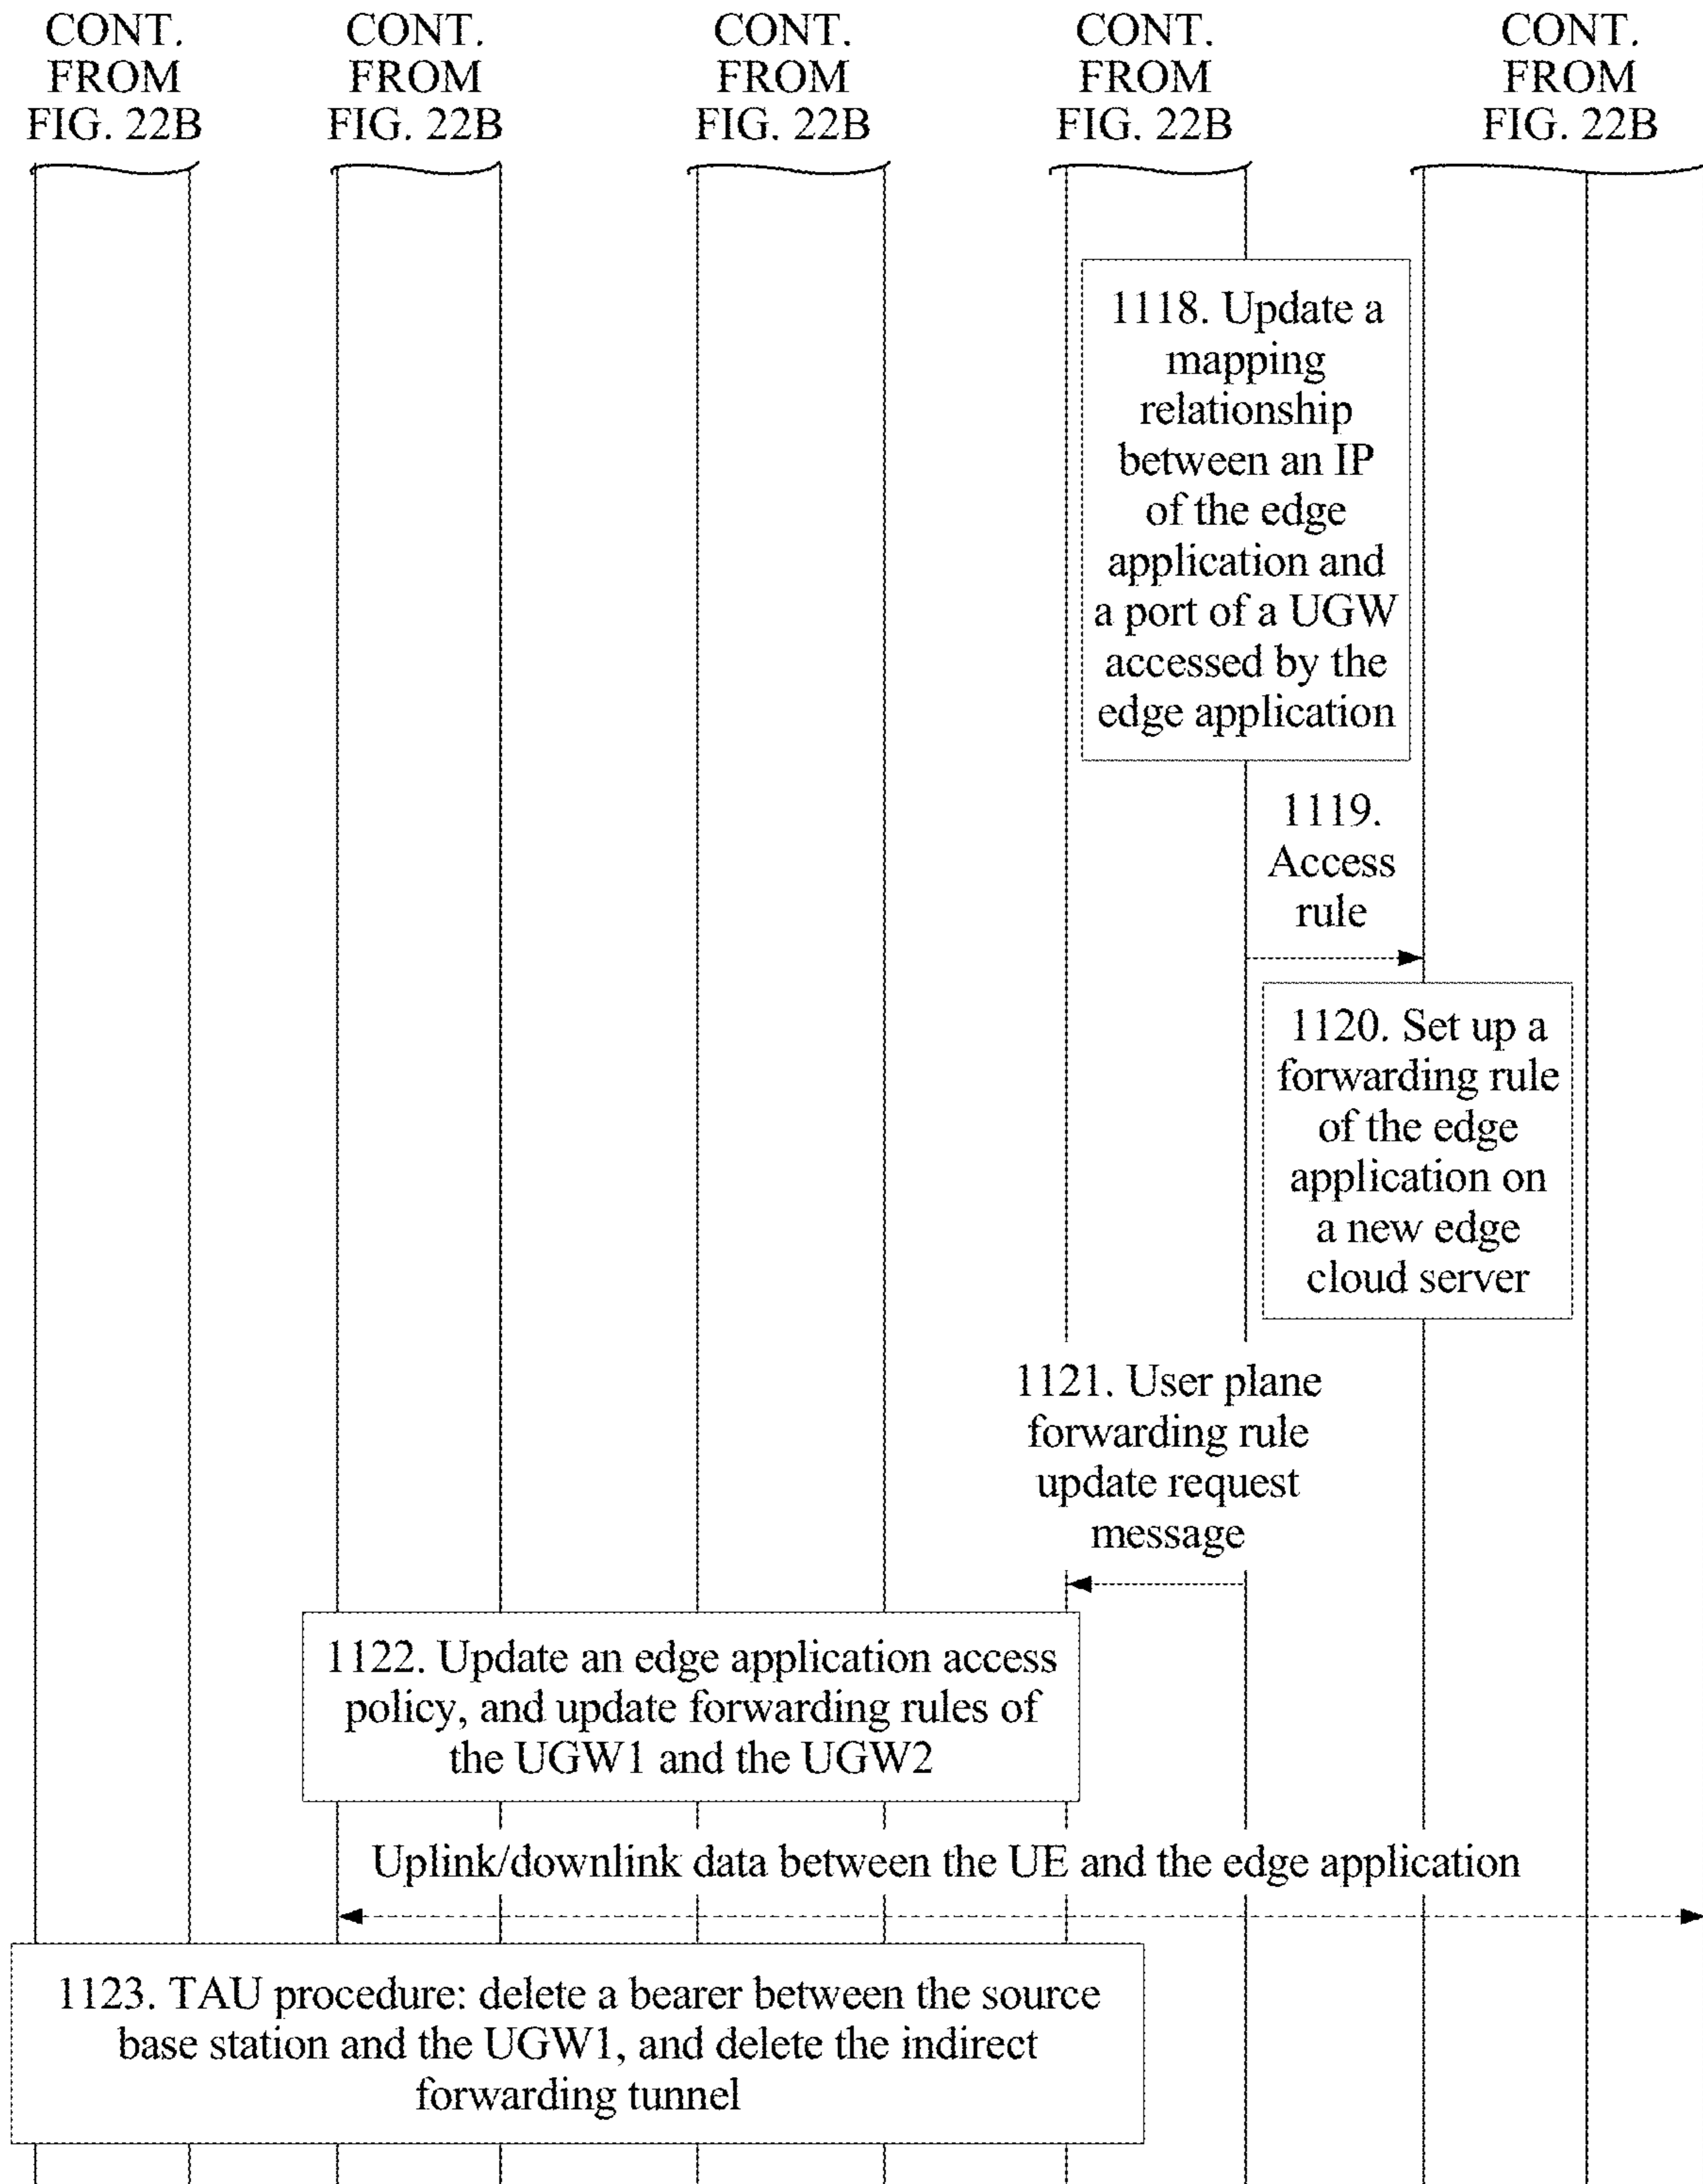 CONT.
FROM
FIG. 22B
CONT.
FROM
FIG. 22B
CONT.
FROM
FIG. 22B
CONT.
FROM
FIG. 22B
CONT.
FROM
FIG. 22B
1118. Update a
mapping
relationship
between an IP
of the edge
application and
a port of a UGW
accessed by the
edge application
1119.
Access
rule
1120. Set up a
forwarding rule
of the edge
application on
a new edge
cloud server
1121. User plane
forwarding rule
update request
message
1122. Update an edge application access
policy, and update forwarding rules of
the UGW1 and the UGW2
Uplink/downlink data between the UE and the edge application
1123. TAU procedure: delete a bearer between the source
base station and the UGW1, and delete the indirect
forwarding tunnel